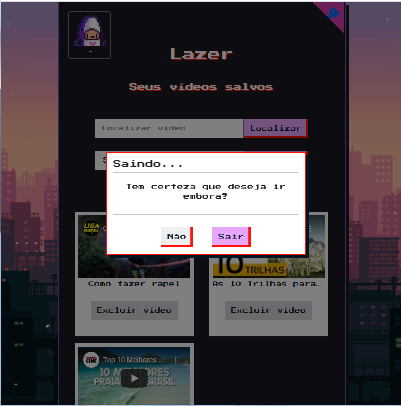 Lazer
Seus vídeos salvos
Localizar vídeo
Localizar
Saindo...
Tem certeza que deseja ir
embora?
Não
Sair
LIGA
10
TRILHAS
Como fazer rapel
As 10 Trilhas para...
Excluir vídeo
Excluir vídeo
Top 10 Melhores ...
10 MELHORES
PRAIAS
BRASIL